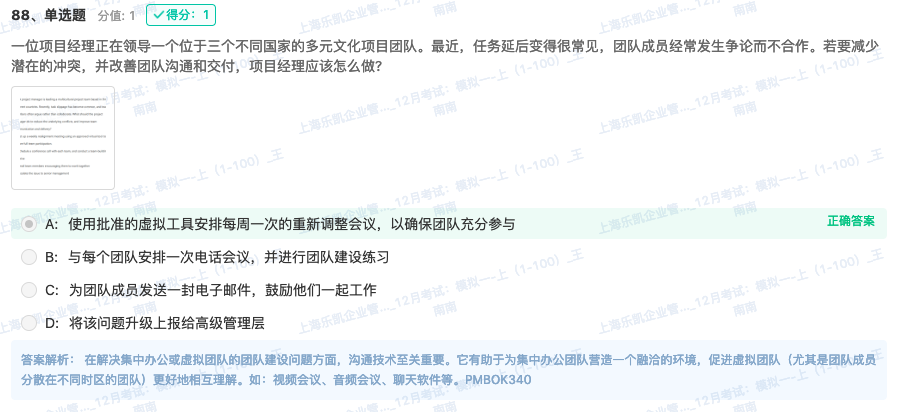 88、单选题 分值: 1 ✓得分：1
一位项目经理正在领导一个位于三个不同国家的多元文化项目团队。最近，任务延后变得很常见，团队成员经常发生争论而不合作。若要减少
潜在的冲突，并改善团队沟通和交付，项目经理应该怎么做?
A: 使用批准的虚拟工具安排每周一次的重新调整会议，以确保团队充分参与 正确答案
B: 与每个团队安排一次电话会议，并进行团队建设练习
C: 为团队成员发送一封电子邮件，鼓励他们一起工作
D: 将该问题升级上报给高级管理层
答案解析： 在解决集中办公或虚拟团队的团队建设问题方面，沟通技术至关重要。它有助于为集中办公团队营造一个融洽的环境，促进虚拟团队（尤其是团队成员
分散在不同时区的团队）更好地相互理解。如：视频会议、音频会议、聊天软件等。PMBOK340
上海乐凯企业管..._12月考试：模拟一-上（1-100）_王
南南